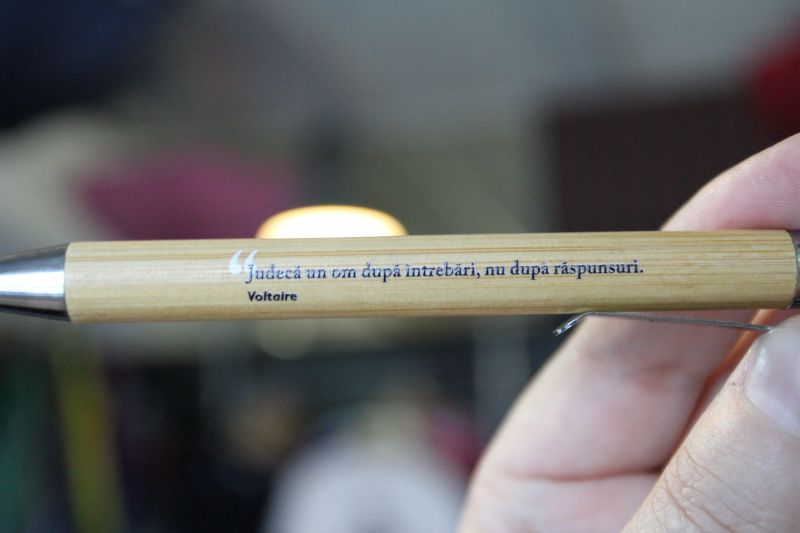 “Judecă un om după întrebări, nu după răspunsuri.
Voltaire